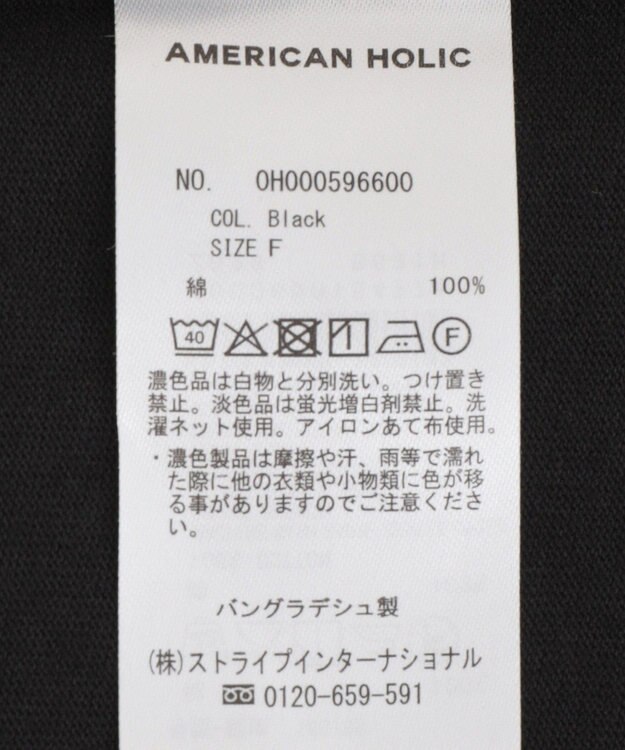 AMERICAN HOLIC
NO. OH000596600
COL. Black
SIZE F
綿 100%
40 F
濃色品は白物と分別洗い。つけ置き
禁止。淡色品は蛍光増白剤禁止。洗
濯ネット使用。アイロンあて布使用。
・濃色製品は摩擦や汗、雨等で濡れ
た際に他の衣類や小物類に色が移
る事がありますのでご注意くださ
い。
バングラデシュ製
(株)ストライプインターナショナル
0120-659-591